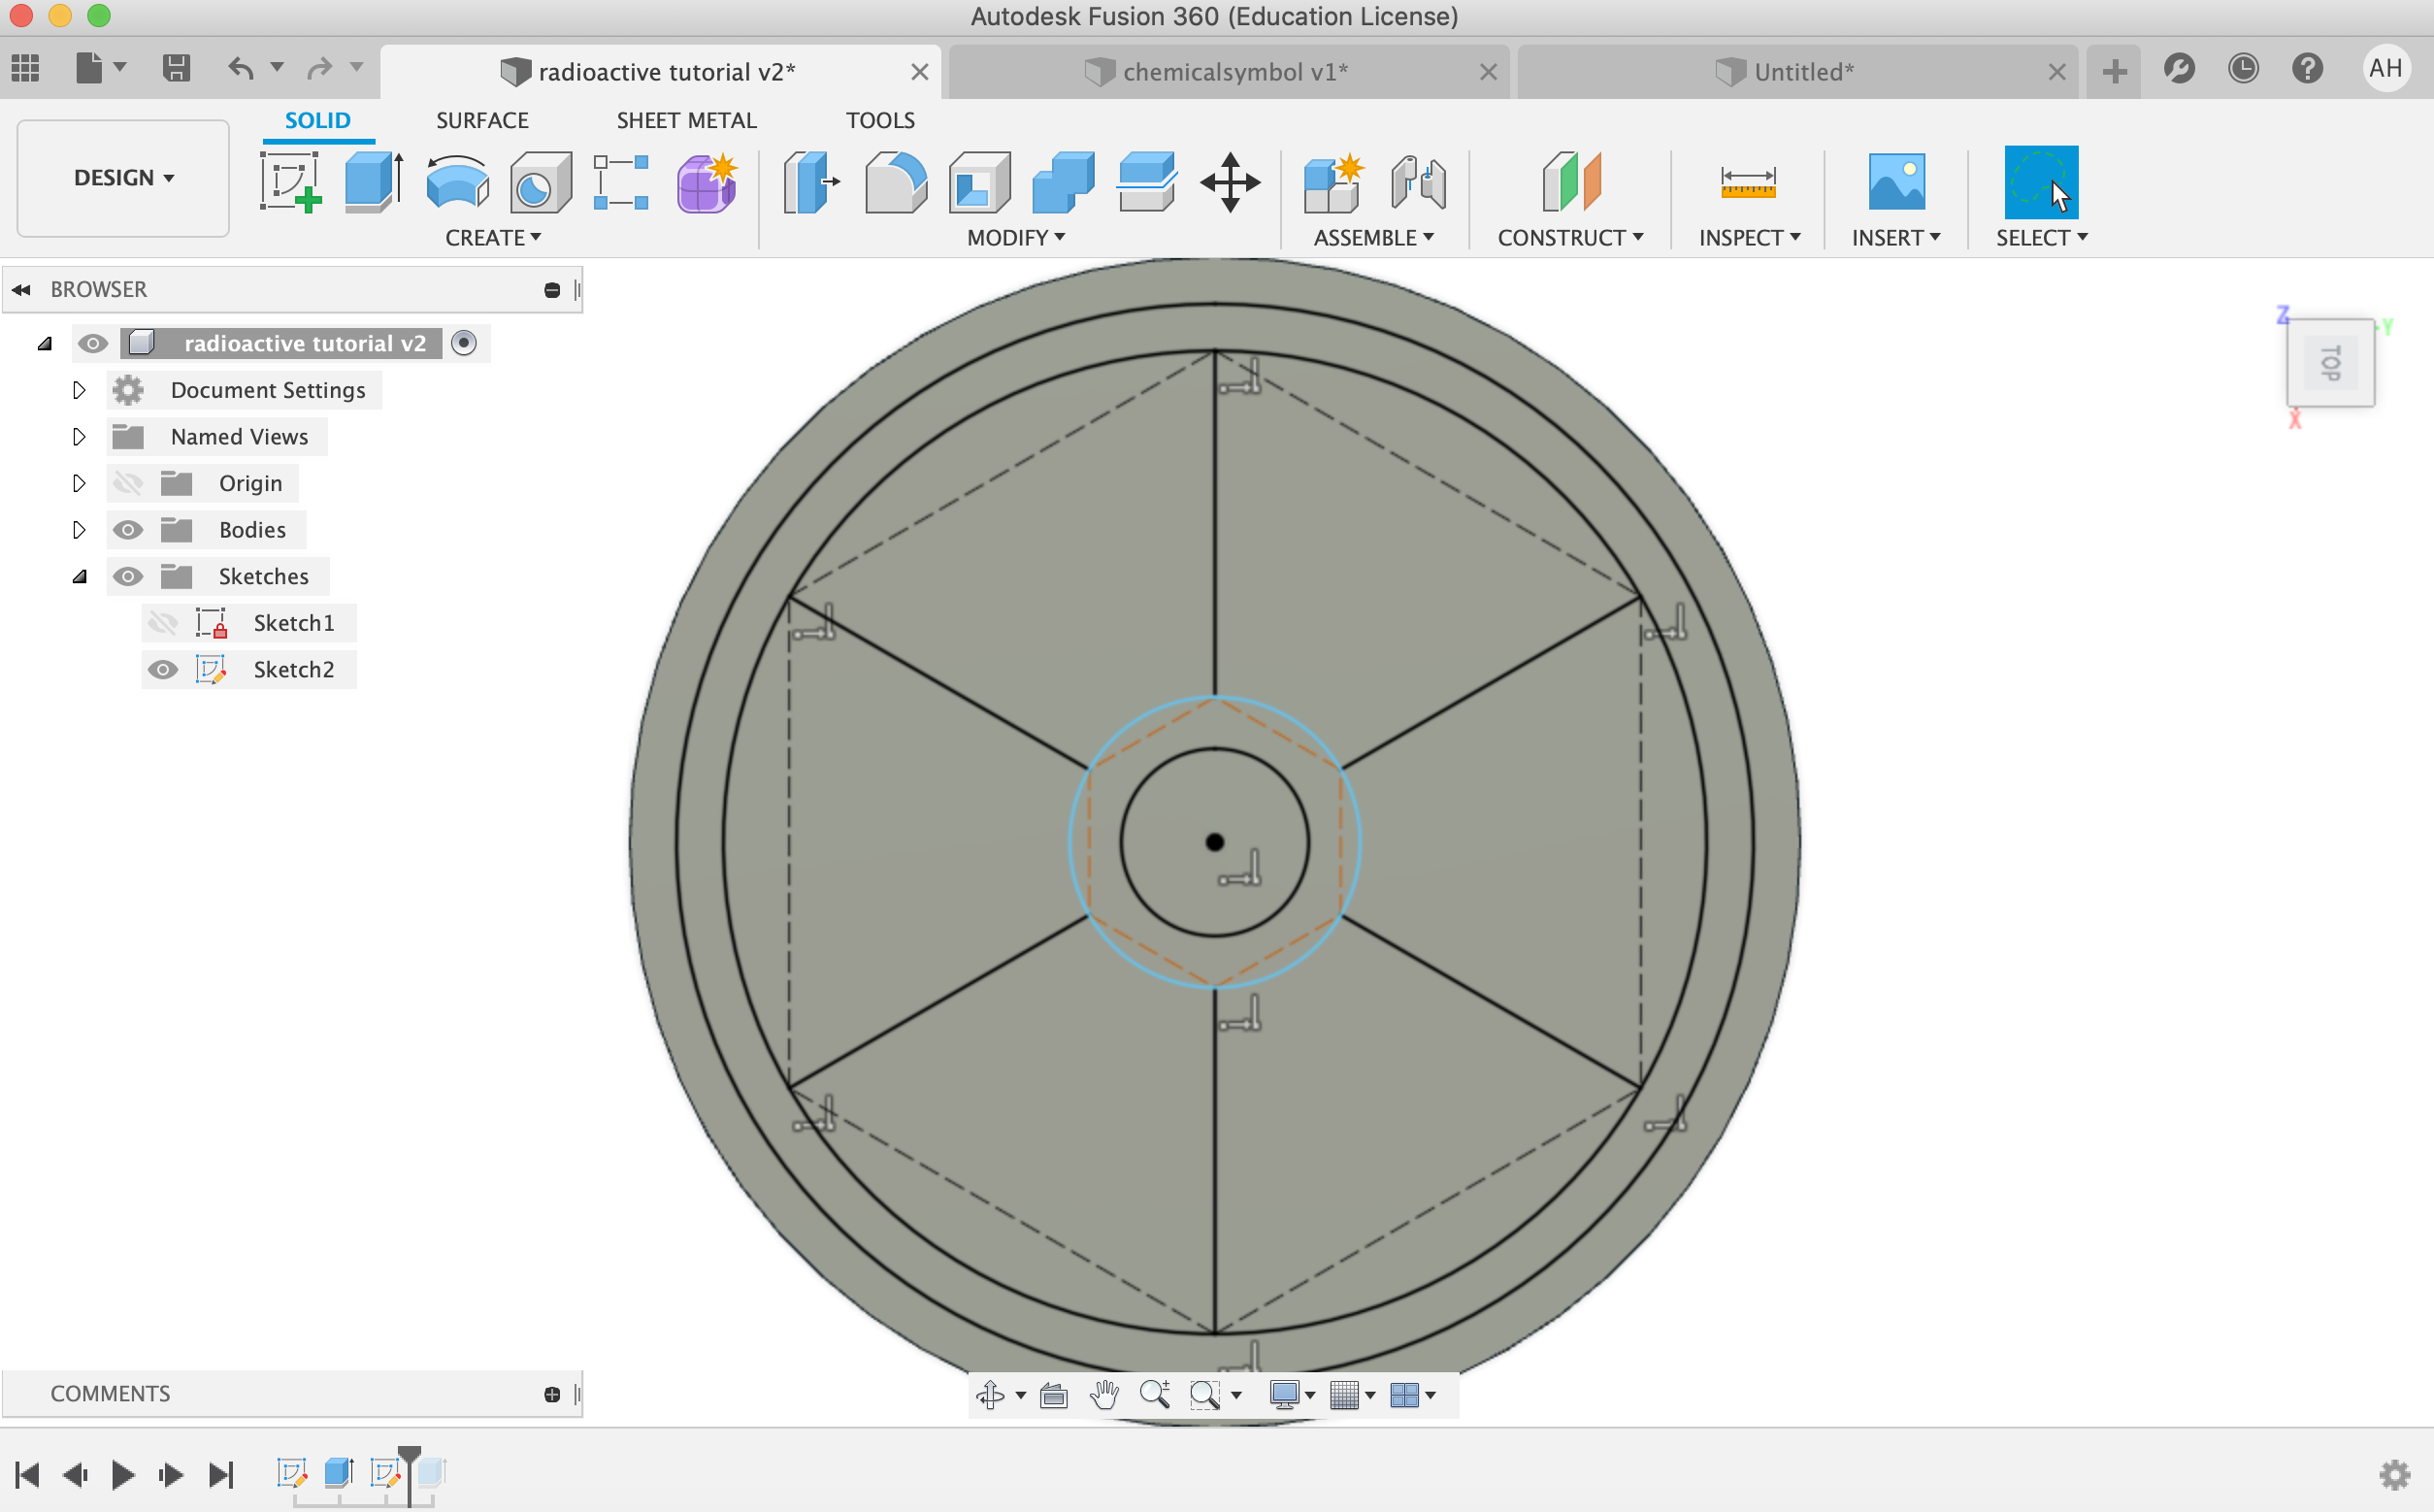 Autodesk Fusion 360 (Education License)
radioactive tutorial v2*
chemicalsymbol v1*
Untitled*
AH
SOLID
SURFACE
SHEET METAL
TOOLS
DESIGN
CREATE
MODIFY
ASSEMBLE
CONSTRUCT
INSPECT
INSERT
SELECT
BROWSER
radioactive tutorial v2
Document Settings
Named Views
Origin
Bodies
Sketches
Sketch1
Sketch2
Z
Y
TOP
X
COMMENTS